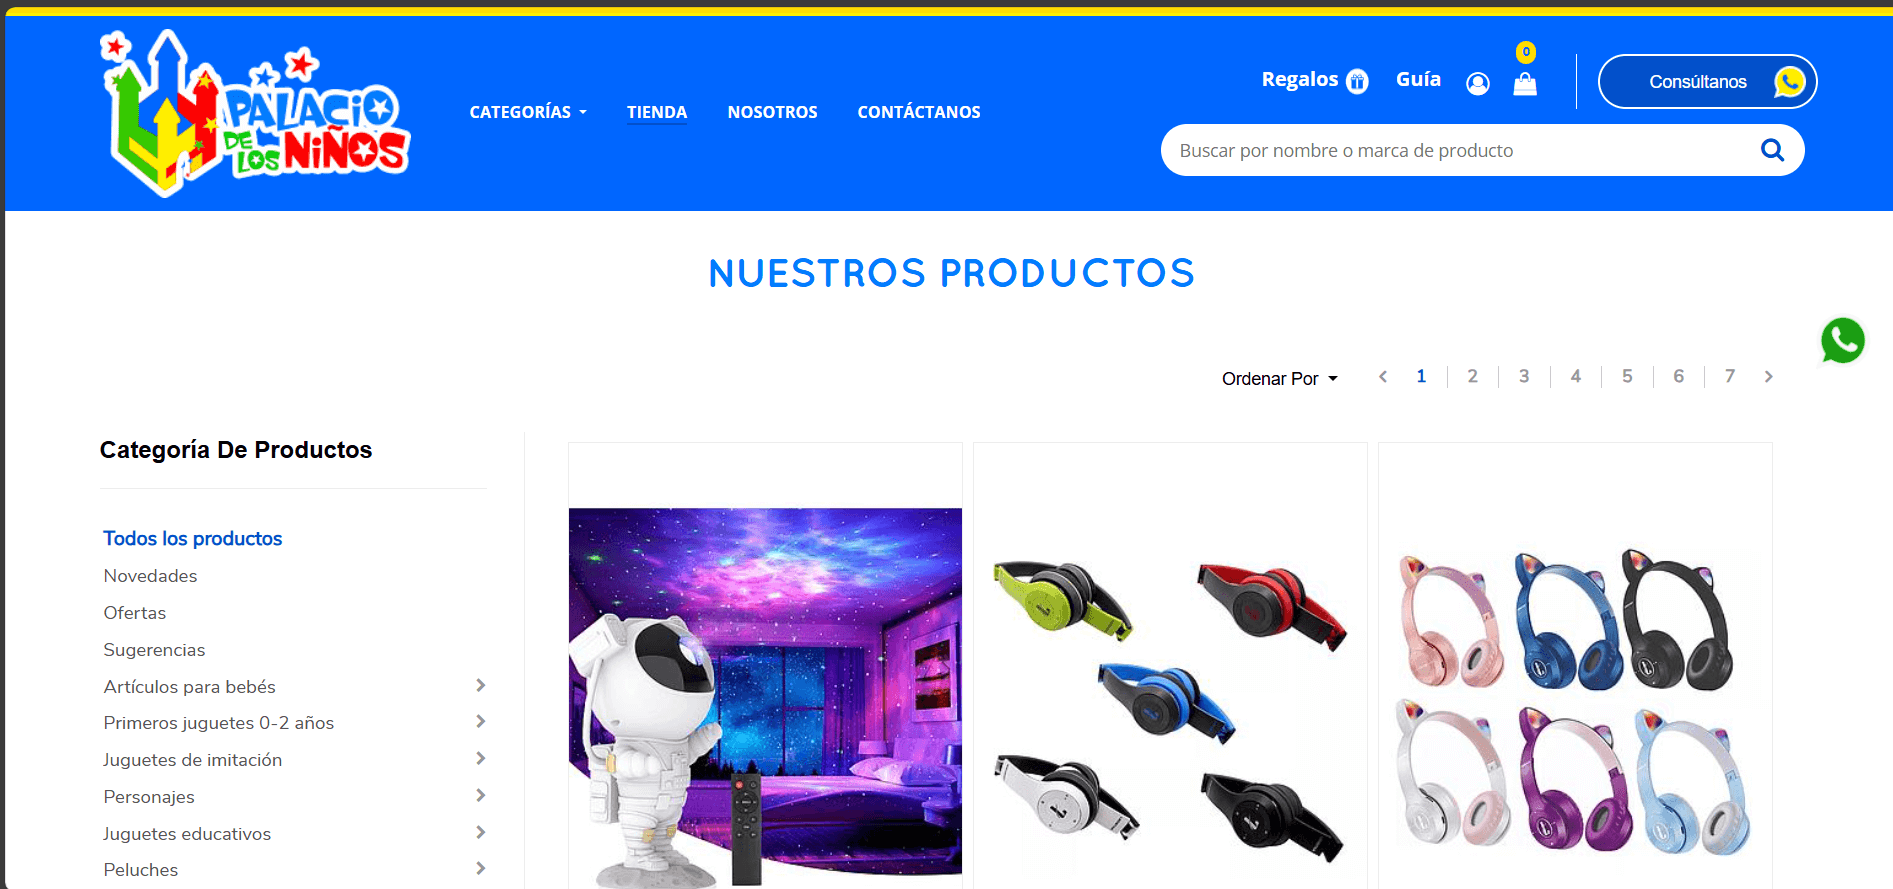 PALACIO
DE LOS NIÑOS
CATEGORÍAS
TIENDA
NOSOTROS
CONTÁCTANOS
Regalos
Guía
0
Consúltanos
Buscar por nombre o marca de producto
NUESTROS PRODUCTOS
Ordenar Por
1 2 3 4 5 6 7
Categoría De Productos
Todos los productos
Novedades
Ofertas
Sugerencias
Artículos para bebés
Primeros juguetes 0-2 años
Juguetes de imitación
Personajes
Juguetes educativos
Peluches